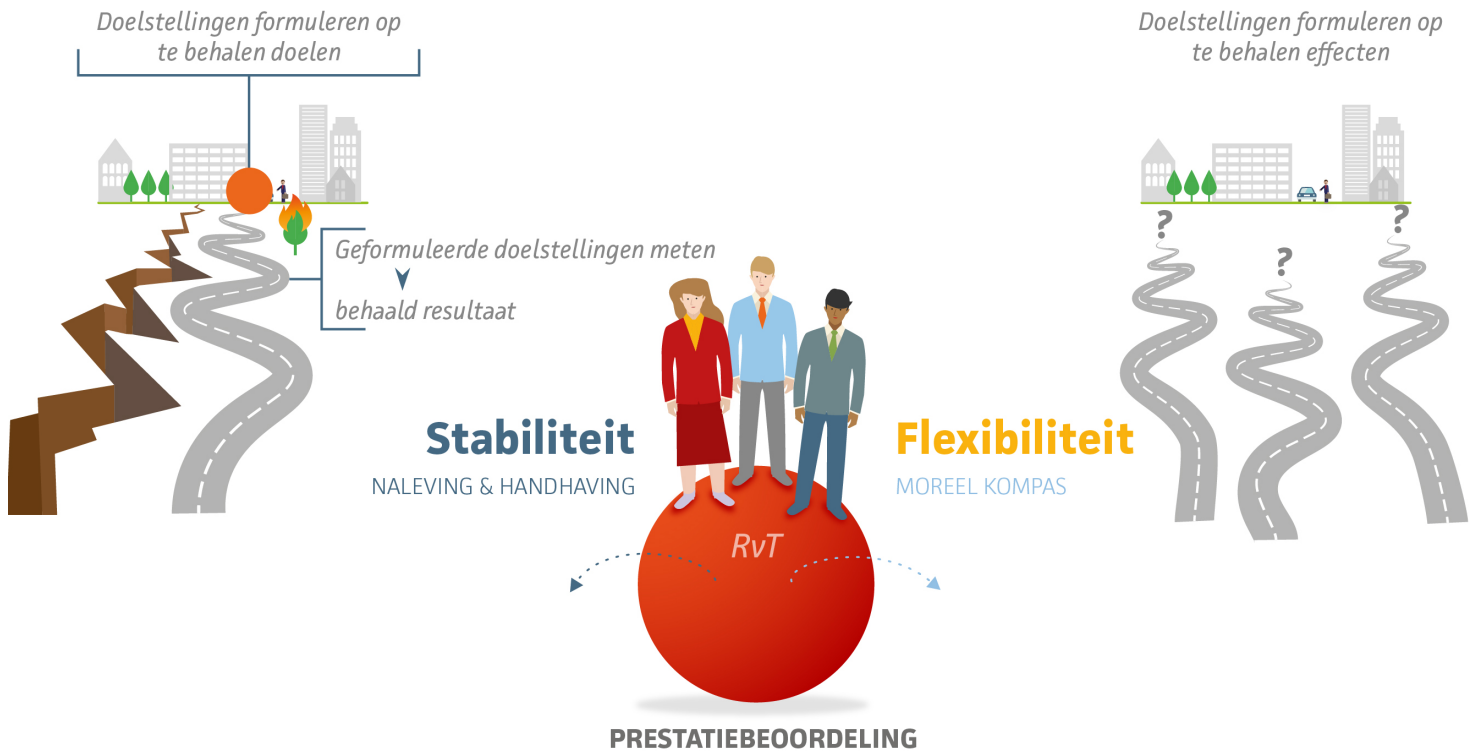 Doelstellingen formuleren op
te behalen doelen
Doelstellingen formuleren op
te behalen effecten
Geformuleerde doelstellingen meten
behaald resultaat
Stabiliteit
NALEVING & HANDHAVING
Flexibiliteit
MOREEL KOMPAS
?
?
?
RvT
PRESTATIEBEOORDELING